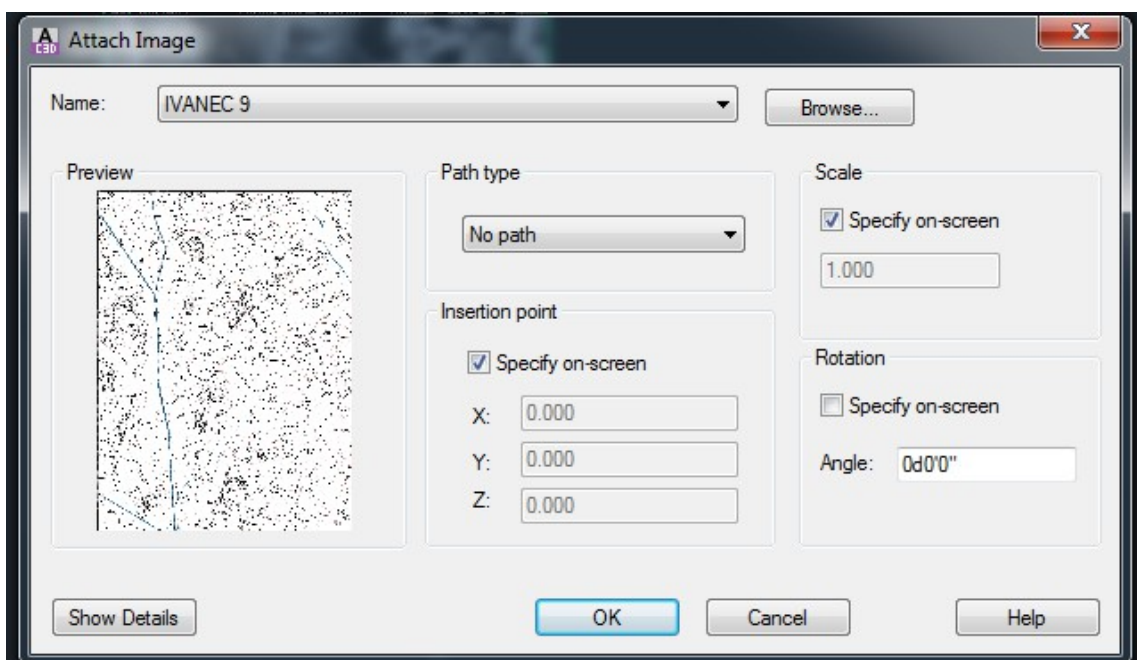 A
C3D
Attach Image
Name:
IVANEC 9
Browse...
Preview
Path type
No path
Scale
Specify on-screen
1.000
Insertion point
Specify on-screen
X:
0.000
Y:
0.000
Z:
0.000
Rotation
Specify on-screen
Angle:
0d0'0"
Show Details
OK
Cancel
Help